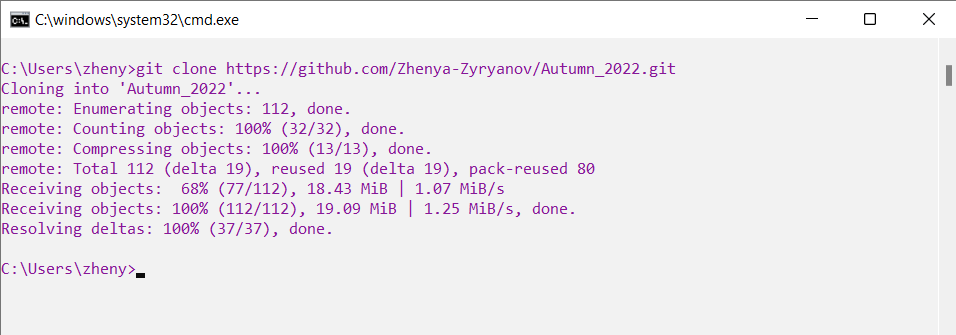 C:\windows\system32\cmd.exe
C:\Users\zheny>git clone https://github.com/Zhenya-Zyryanov/Autumn_2022.git
Cloning into 'Autumn_2022'...
remote: Enumerating objects: 112, done.
remote: Counting objects: 100% (32/32), done.
remote: Compressing objects: 100% (13/13), done.
remote: Total 112 (delta 19), reused 19 (delta 19), pack-reused 80
Receiving objects:  68% (77/112), 18.43 MiB | 1.07 MiB/s
Receiving objects: 100% (112/112), 19.09 MiB | 1.25 MiB/s, done.
Resolving deltas: 100% (37/37), done.
C:\Users\zheny>